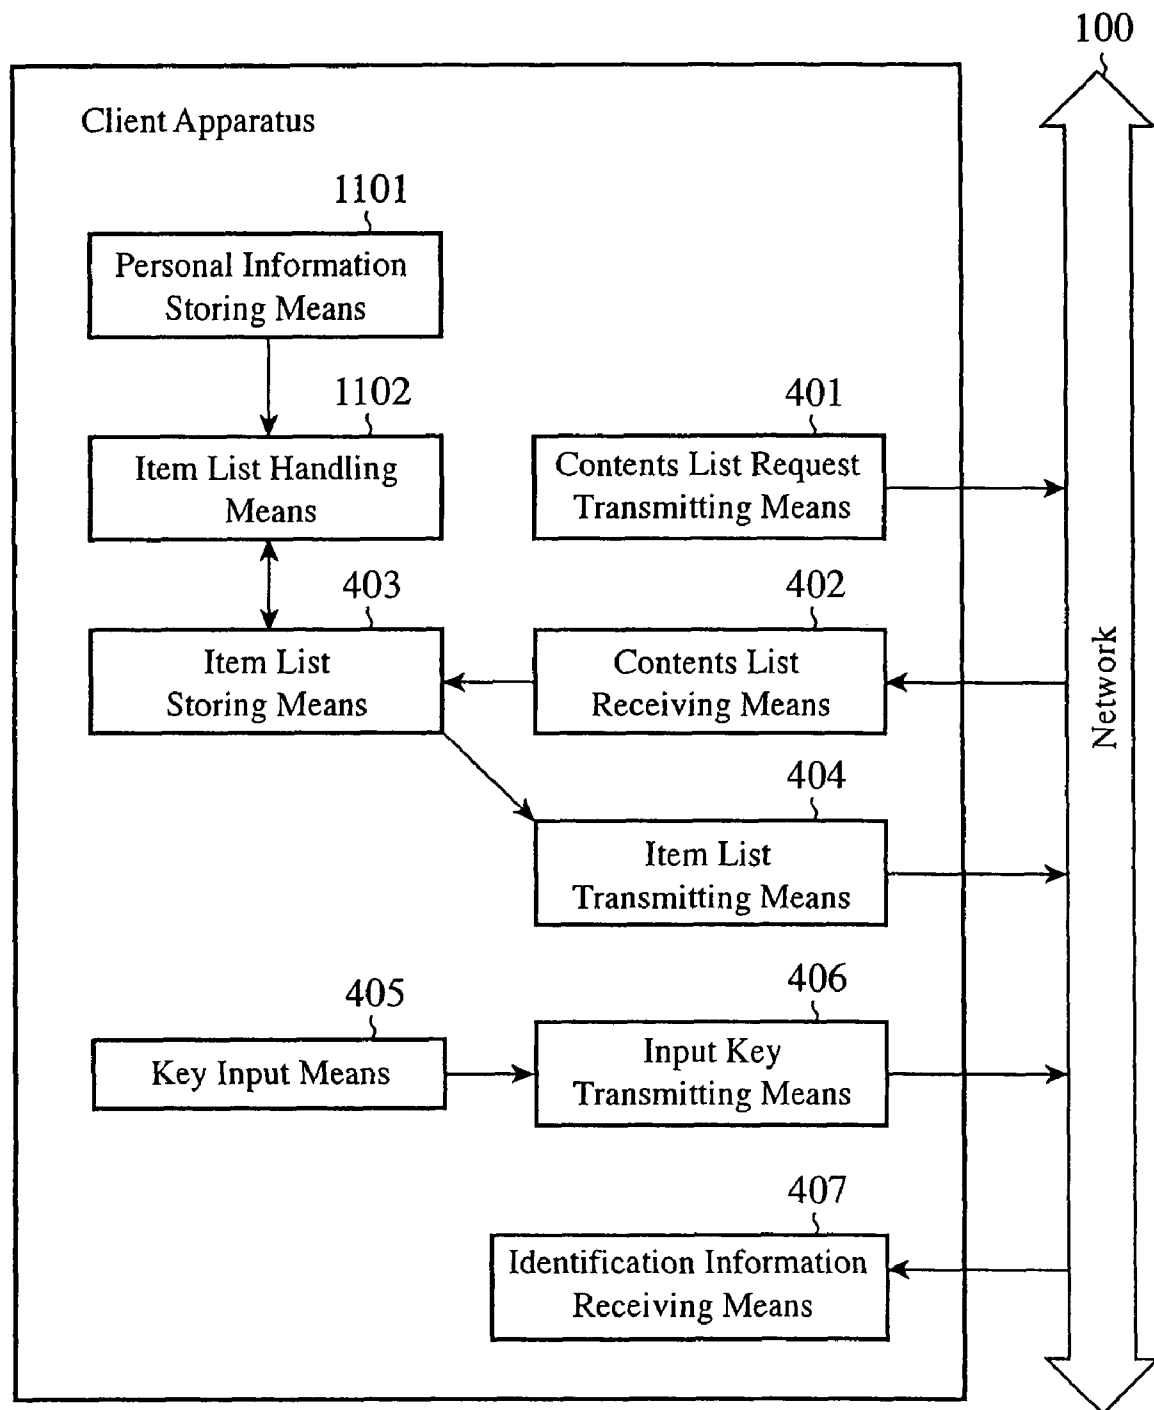 100
Client Apparatus
1101
Personal Information
Storing Means
1102
Item List Handling
Means
401
Contents List Request
Transmitting Means
403
Item List
Storing Means
402
Contents List
Receiving Means
Network
404
Item List
Transmitting Means
405
Key Input Means
406
Input Key
Transmitting Means
407
Identification Information
Receiving Means